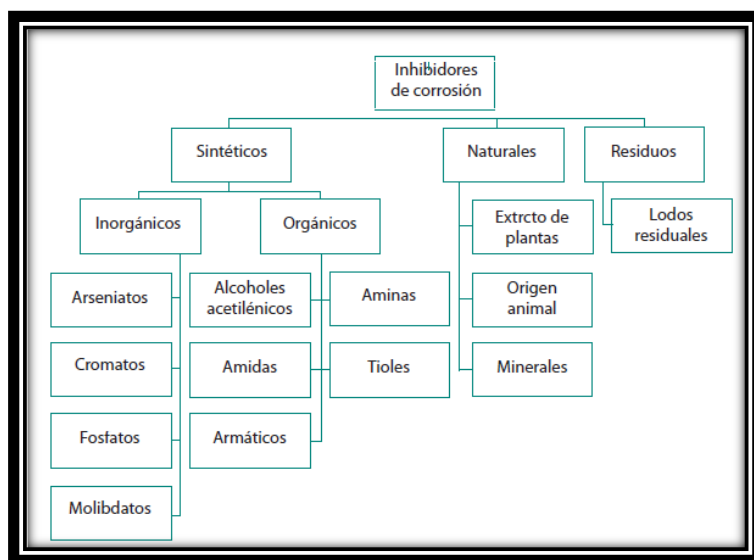 Inhibidores
de corrosión
Sintéticos
Naturales
Residuos
Inorgánicos
Orgánicos
Extrcto de
plantas
Lodos
residuales
Arseniatos
Alcoholes
acetilénicos
Aminas
Origen
animal
Cromatos
Amidas
Tioles
Minerales
Fosfatos
Armáticos
Molibdatos